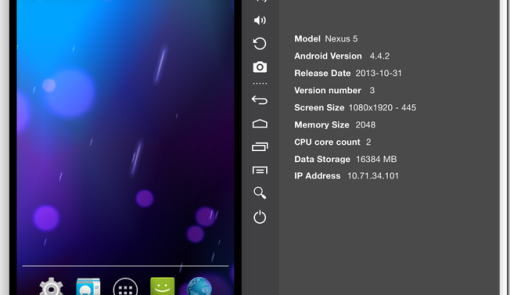 Model Nexus 5
Android Version 4.4.2
Release Date 2013-10-31
Version number 3
Screen Size 1080x1920 - 445
Memory Size 2048
CPU core count 2
Data Storage 16384 MB
IP Address 10.71.34.101